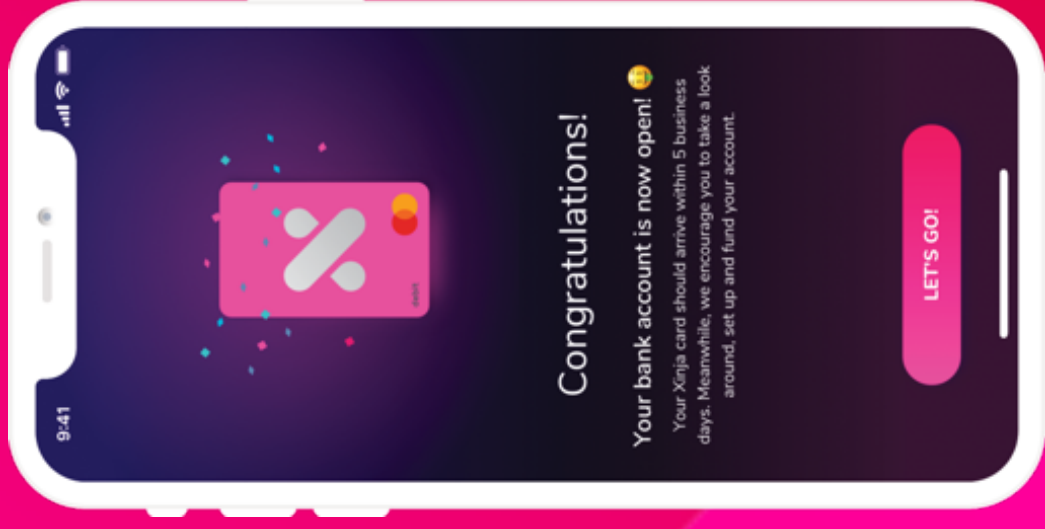 9:41
debit
Congratulations!
Your bank account is now open! 🤑
Your Xinja card should arrive within 5 business
days. Meanwhile, we encourage you to take a look
around, set up and fund your account.
LET'S GO!